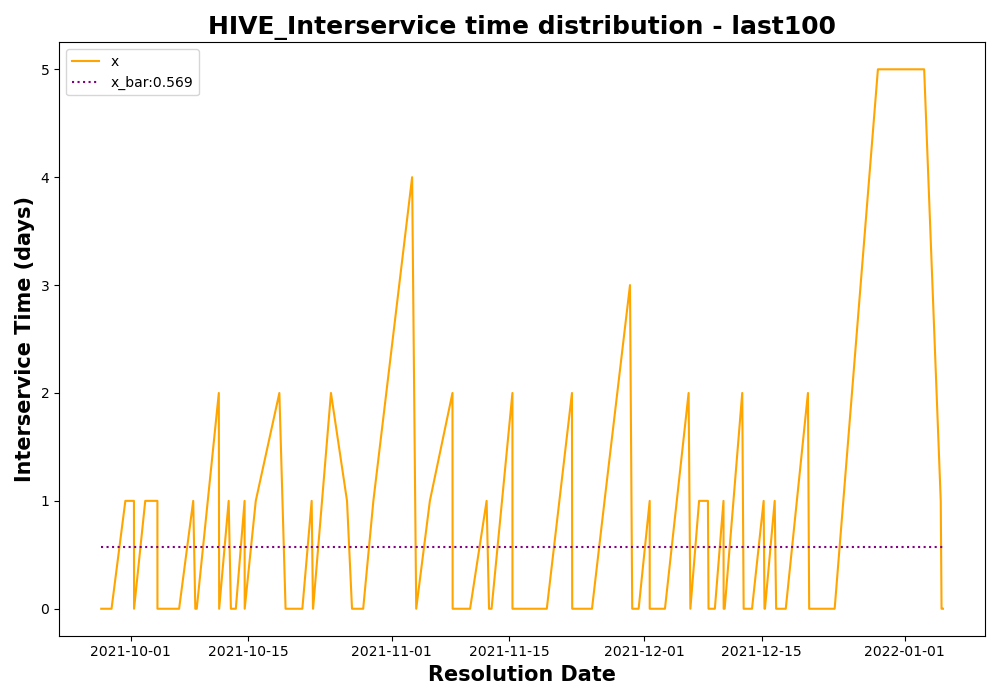 HIVE_Interservice time distribution - last100
x
x_bar:0.569
Interservice Time (days)
5
4
3
2
1
0
2021-10-01 2021-10-15 2021-11-01 2021-11-15 2021-12-01 2021-12-15 2022-01-01
Resolution Date